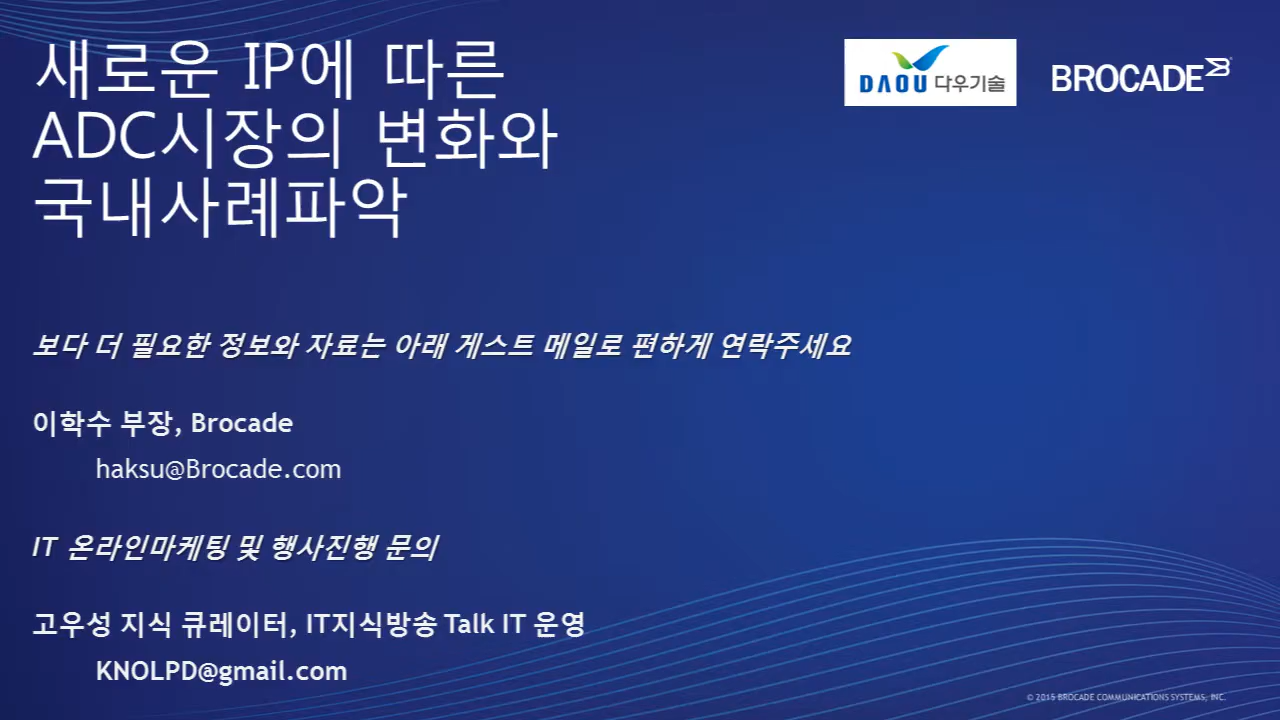 새로운 IP에 따른
ADC시장의 변화와
국내사례파악
DAOU 다우기술
BROCADE
보다 더 필요한 정보와 자료는 아래 게스트 메일로 편하게 연락주세요
이학수 부장, Brocade
haksu@Brocade.com
IT 온라인마케팅 및 행사진행 문의
고우성 지식 큐레이터, IT지식방송 Talk IT 운영
KNOLPD@gmail.com
© 2015 BROCADE COMMUNICATIONS SYSTEMS, INC.